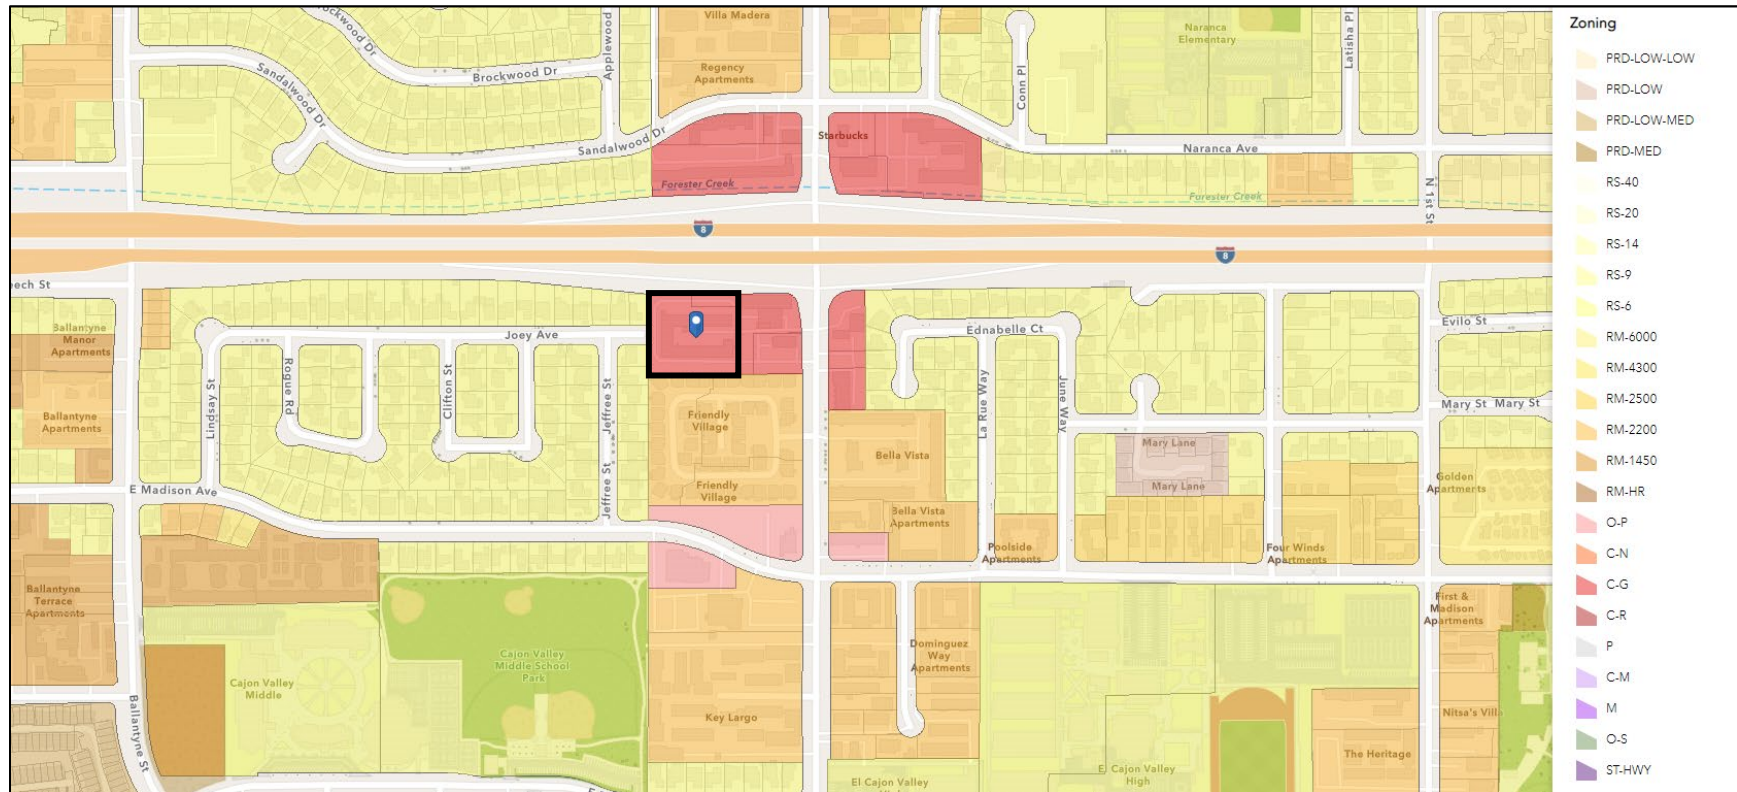 Villa Madera
Regency
Apartments
Brockwood Dr
Brockwood Dr
Applewood
Sandalwood Dr
Sandalwood Dr
Conn Pl
Naranca
Elementary
Latisha Pl
Starbucks
Naranca Ave
Forester Creek
Forester Creek
N 1st St
8
8
eech St
Ballantyne
Manor
Apartments
Joey Ave
Ednabelle Ct
Evilo St
Rogue Rd
Clifton St
Lindsay St
Jeffree St
Jeffree St
La Rue Way
June Way
Mary St
Mary St
Ballantyne
Apartments
Friendly
Village
Friendly
Village
Bella Vista
Mary Lane
Mary Lane
Golden
Apartments
E Madison Ave
Bella Vista
Apartments
Poolside
Apartments
Four Winds
Apartments
Ballantyne
Terrace
Apartments
First &
Madison
Apartments
Cajon Valley
Middle School
Park
Cajon Valley
Middle
Dominguez
Way
Apartments
Ballantyne St
Key Largo
Nitsa's Villa
The Heritage
El Cajon Valley
El Cajon Valley
High
Zoning
PRD-LOW-LOW
PRD-LOW
PRD-LOW-MED
PRD-MED
RS-40
RS-20
RS-14
RS-9
RS-6
RM-6000
RM-4300
RM-2500
RM-2200
RM-1450
RM-HR
O-P
C-N
C-G
C-R
P
C-M
M
O-S
ST-HWY